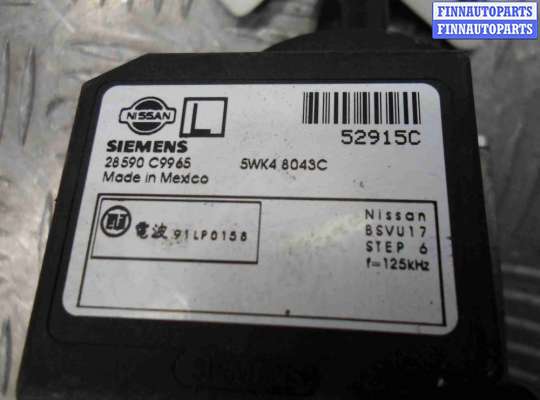 FINNAUTOPARTS
FINNAUTOPARTS
NISSAN
L
SIEMENS
28590 C9965
5WK4 8043C
Made in Mexico
52915C
電波 91LP0158
Nissan
BSVU17
STEP 6
f=125kHz